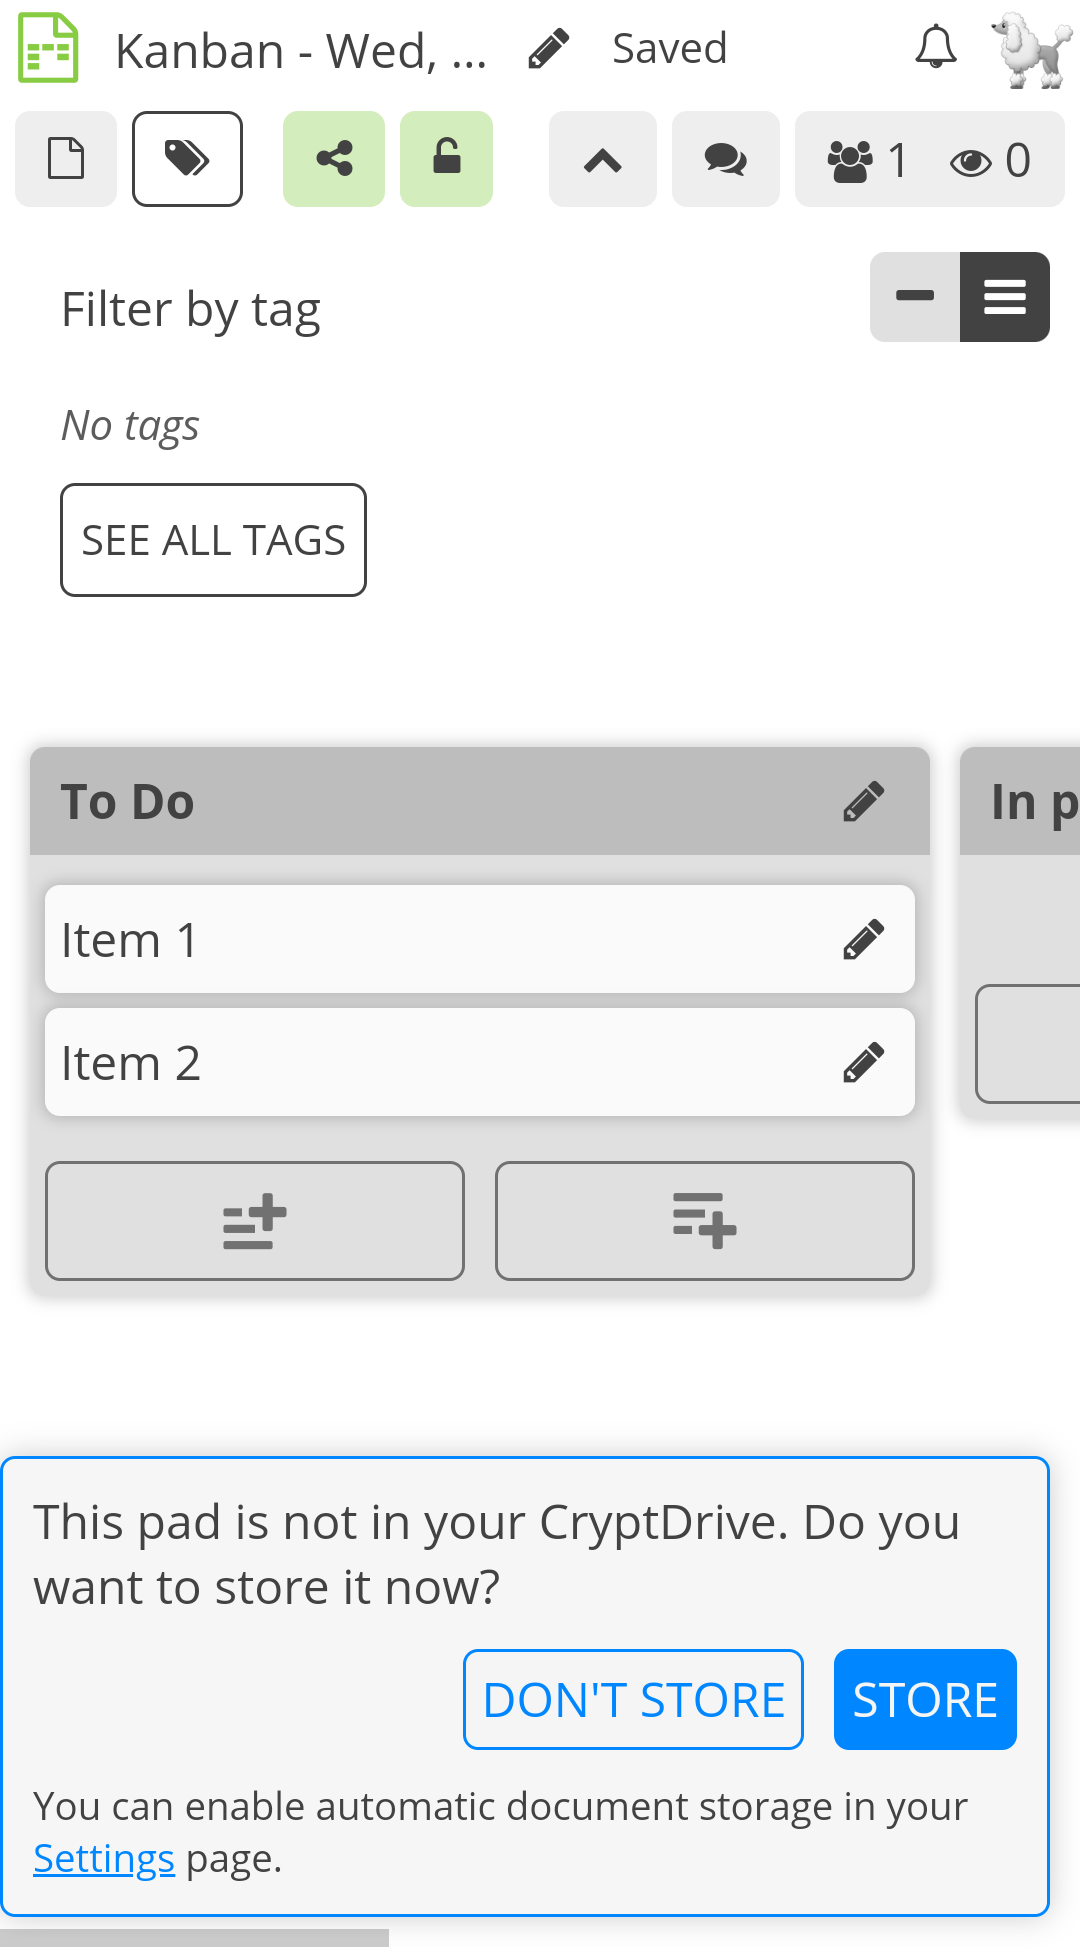 Kanban - Wed, ...
Saved
1
0
Filter by tag
No tags
SEE ALL TAGS
To Do
In p
Item 1
Item 2
This pad is not in your CryptDrive. Do you
want to store it now?
DON'T STORE
STORE
You can enable automatic document storage in your
Settings page.